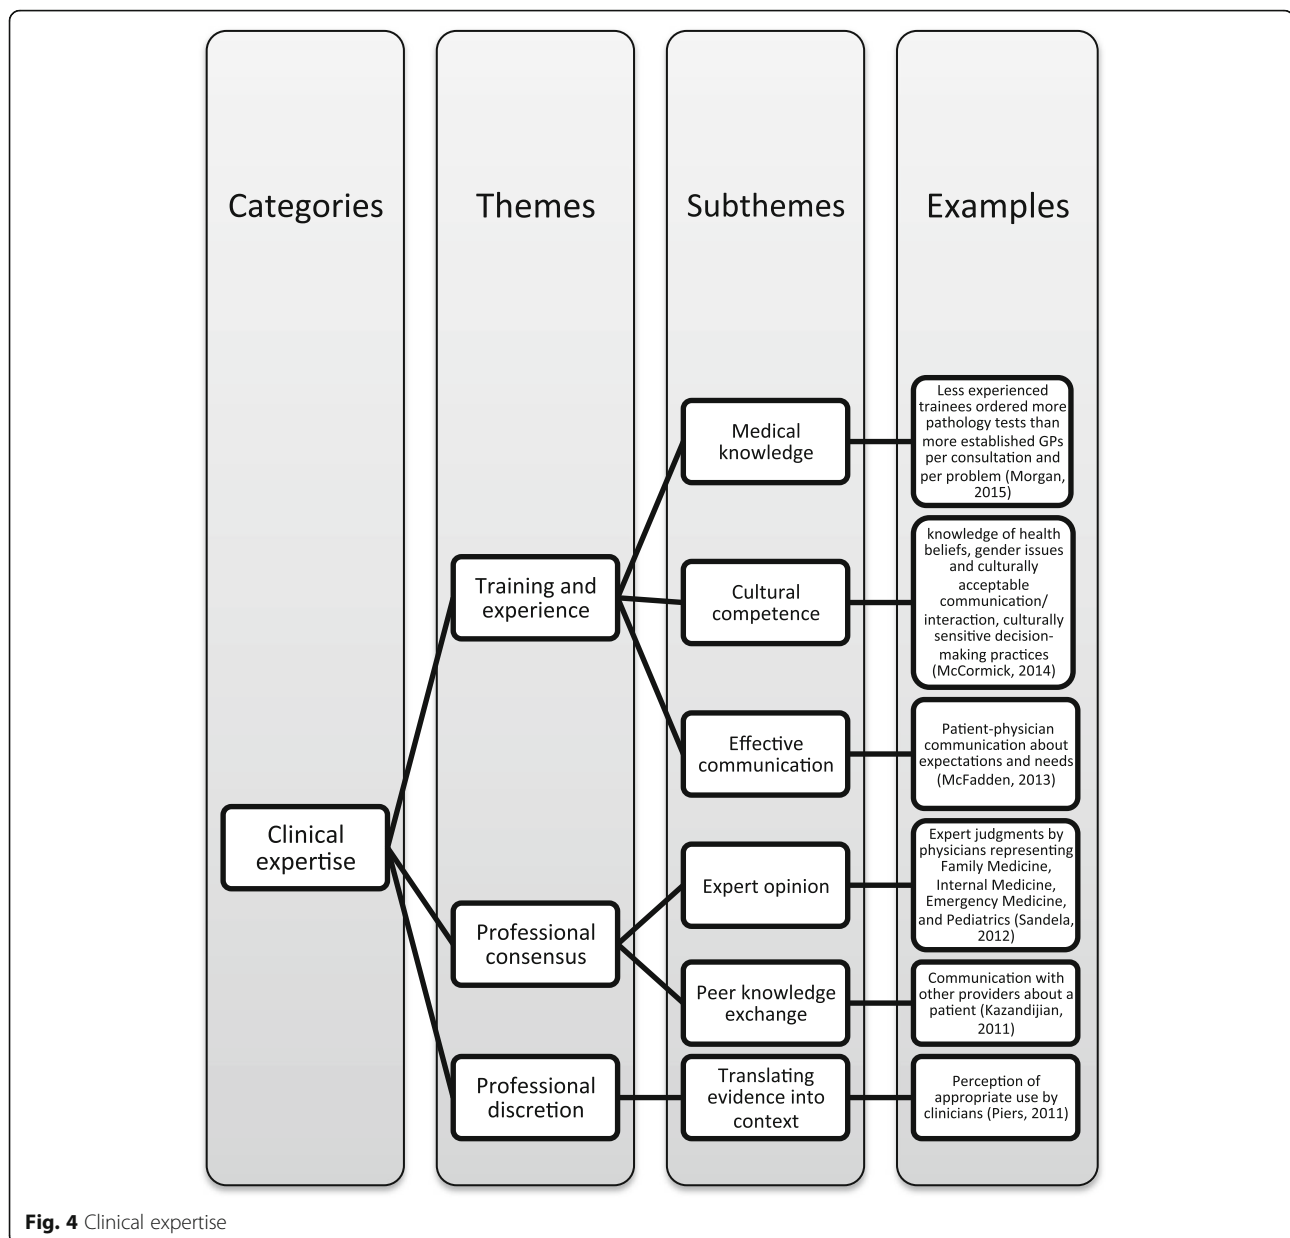 Categories
Themes
Subthemes
Examples
Clinical
expertise
Training and
experience
Professional
consensus
Professional
discretion
Medical
knowledge
Cultural
competence
Effective
communication
Expert opinion
Peer knowledge
exchange
Translating
evidence into
context
Less experienced
trainees ordered more
pathology tests than
more established GPs
per consultation and
per problem (Morgan,
2015)
knowledge of health
beliefs, gender issues
and culturally
acceptable
communication/
interaction, culturally
sensitive decision-
making practices
(McCormick, 2014)
Patient-physician
communication about
expectations and needs
(McFadden, 2013)
Expert judgments by
physicians representing
Family Medicine,
Internal Medicine,
Emergency Medicine,
and Pediatrics (Sandela,
2012)
Communication with
other providers about a
patient (Kazandijian,
2011)
Perception of
appropriate use by
clinicians (Piers, 2011)
Fig. 4 Clinical expertise